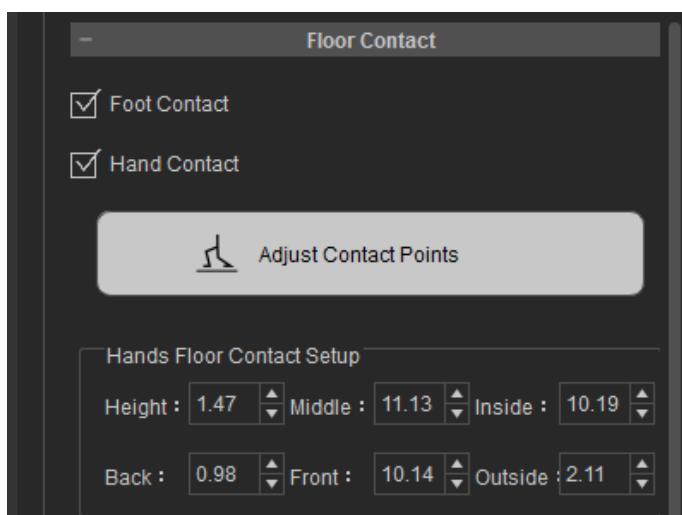 Floor Contact
Foot Contact
Hand Contact
Adjust Contact Points
Hands Floor Contact Setup
Height : 1.47 Middle : 11.13 Inside : 10.19
Back : 0.98 Front : 10.14 Outside : 2.11